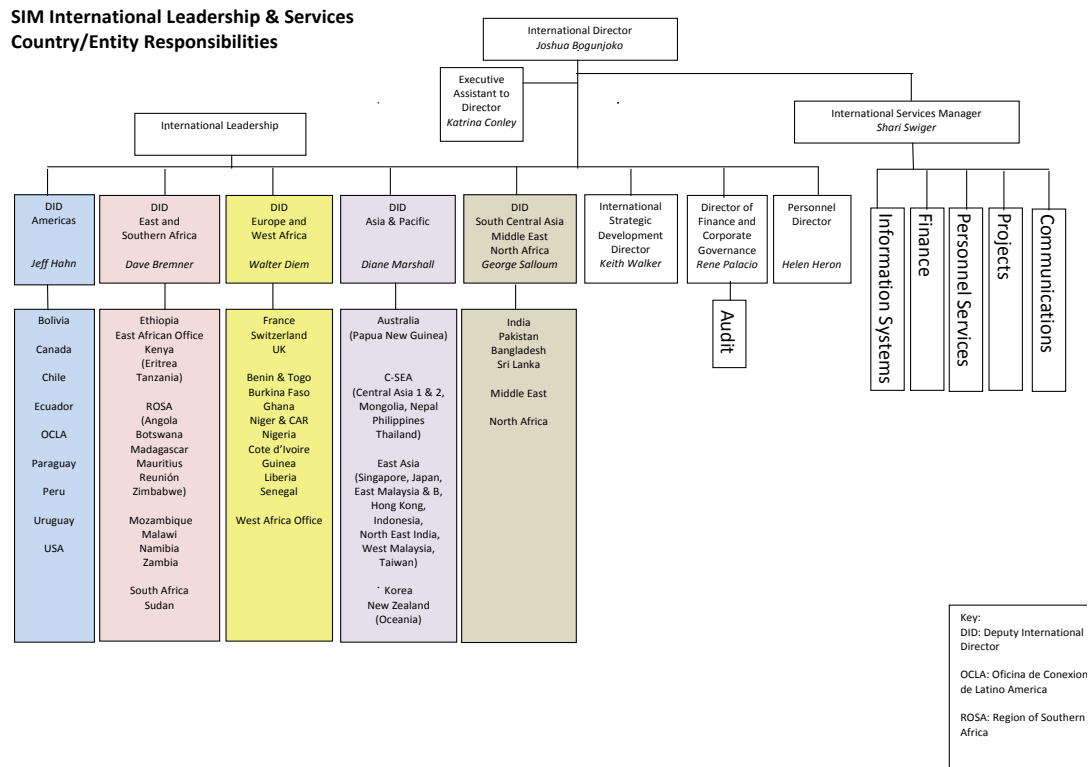 SIM International Leadership & Services
Country/Entity Responsibilities
International Director
Joshua Bogunjoko
Executive
Assistant to
Director
Katrina Conley
International Services Manager
Shari Swiger
International Leadership
DID
Americas
Jeff Hahn
DID
East and
Southern Africa
Dave Bremner
DID
Europe and
West Africa
Walter Diem
DID
Asia & Pacific
Diane Marshall
DID
South Central Asia
Middle East
North Africa
George Salloum
International
Strategic
Development
Director
Keith Walker
Director of
Finance and
Corporate
Governance
Rene Palacio
Personnel
Director
Helen Heron
Information Systems
Finance
Personnel Services
Projects
Communications
Audit
Bolivia
Canada
Chile
Ecuador
OCLA
Paraguay
Peru
Uruguay
USA
Ethiopia
East African Office
Kenya
(Eritrea
Tanzania)
ROSA
(Angola
Botswana
Madagascar
Mauritius
Reunión
Zimbabwe)
Mozambique
Malawi
Namibia
Zambia
South Africa
Sudan
France
Switzerland
UK
Benin & Togo
Burkina Faso
Ghana
Niger & CAR
Nigeria
Cote d'Ivoire
Guinea
Liberia
Senegal
West Africa Office
Australia
(Papua New Guinea)
C-SEA
(Central Asia 1 & 2,
Mongolia, Nepal
Philippines
Thailand)
East Asia
(Singapore, Japan,
East Malaysia & B,
Hong Kong,
Indonesia,
North East India,
West Malaysia,
Taiwan)
Korea
New Zealand
(Oceania)
India
Pakistan
Bangladesh
Sri Lanka
Middle East
North Africa
Key:
DID: Deputy International
Director
OCLA: Oficina de Conexion
de Latino America
ROSA: Region of Southern
Africa